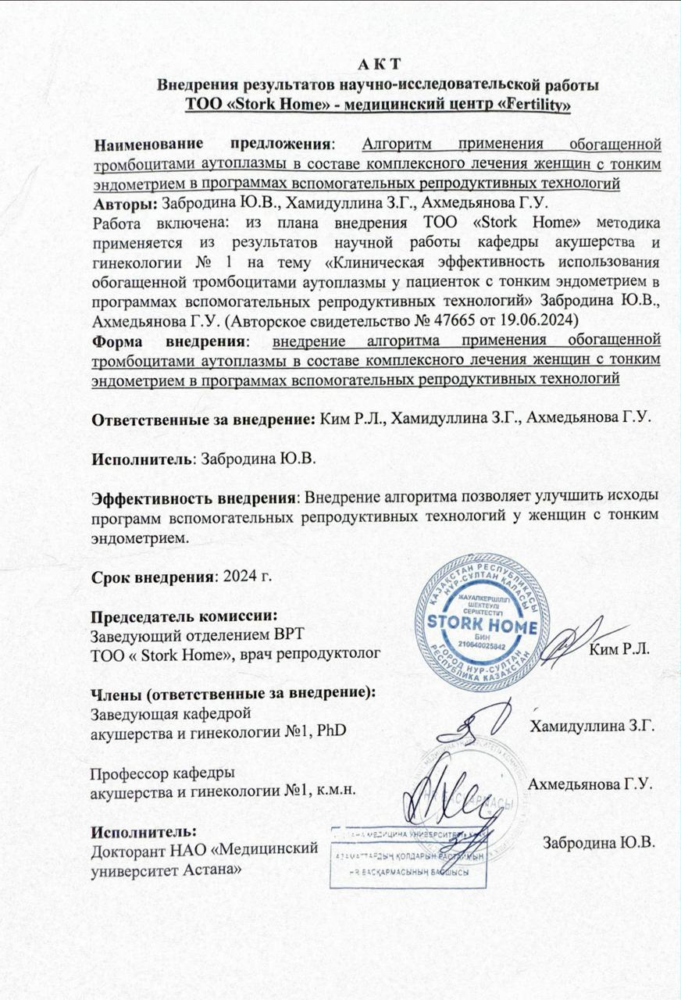 А К Т
Внедрения результатов научно-исследовательской работы
ТОО «Stork Home» - медицинский центр «Fertility»
Наименование предложения: Алгоритм применения обогащенной
тромбоцитами аутоплазмы в составе комплексного лечения женщин с тонким
эндометрием в программах вспомогательных репродуктивных технологий
Авторы: Забродина Ю.В., Хамидуллина З.Г., Ахмедьянова Г.У.
Работа включена: из плана внедрения ТОО «Stork Home» методика
применяется из результатов научной работы кафедры акушерства и
гинекологии № 1 на тему «Клиническая эффективность использования
обогащенной тромбоцитами аутоплазмы у пациенток с тонким эндометрием в
программах вспомогательных репродуктивных технологий» Забродина Ю.В.,
Ахмедьянова Г.У. (Авторское свидетельство № 47665 от 19.06.2024)
Форма внедрения: внедрение алгоритма применения обогащенной
тромбоцитами аутоплазмы в составе комплексного лечения женщин с тонким
эндометрием в программах вспомогательных репродуктивных технологий
Ответственные за внедрение: Ким Р.Л., Хамидуллина З.Г., Ахмедьянова Г.У.
Исполнитель: Забродина Ю.В.
Эффективность внедрения: Внедрение алгоритма позволяет улучшить исходы
программ вспомогательных репродуктивных технологий у женщин с тонким
эндометрием.
Срок внедрения: 2024 г.
ҚАЗАҚСТАН РЕСПУБЛИКАСЫ
НҰР-СҰЛТАН ҚАЛАСЫ
ЖАУАПКЕРШІЛІГІ
ШЕКТЕУЛІ
СЕРІКТЕСТІГІ
STORK HOME
БИН
210640025842
ГОРОД НУР-СУЛТАН
РЕСПУБЛИКА КАЗАХСТАН
Председатель комиссии:
Заведующий отделением ВРТ
ТОО « Stork Home», врач репродуктолог
Ким Р.Л.
Члены (ответственные за внедрение):
Заведующая кафедрой
акушерства и гинекологии №1, PhD
Хамидуллина З.Г.
Профессор кафедры
акушерства и гинекологии №1, к.м.н.
Ахмедьянова Г.У.
HR БАСҚАРМАСЫ
Исполнитель:
Докторант НАО «Медицинский
университет Астана»
Забродина Ю.В.
МЕДИЦИНА УНИВЕРСИТЕТІ
ҚОЛДАРЫН РАСТАЙМЫН
HR БАСҚАРМАСЫНЫҢ БАСШЫСЫ